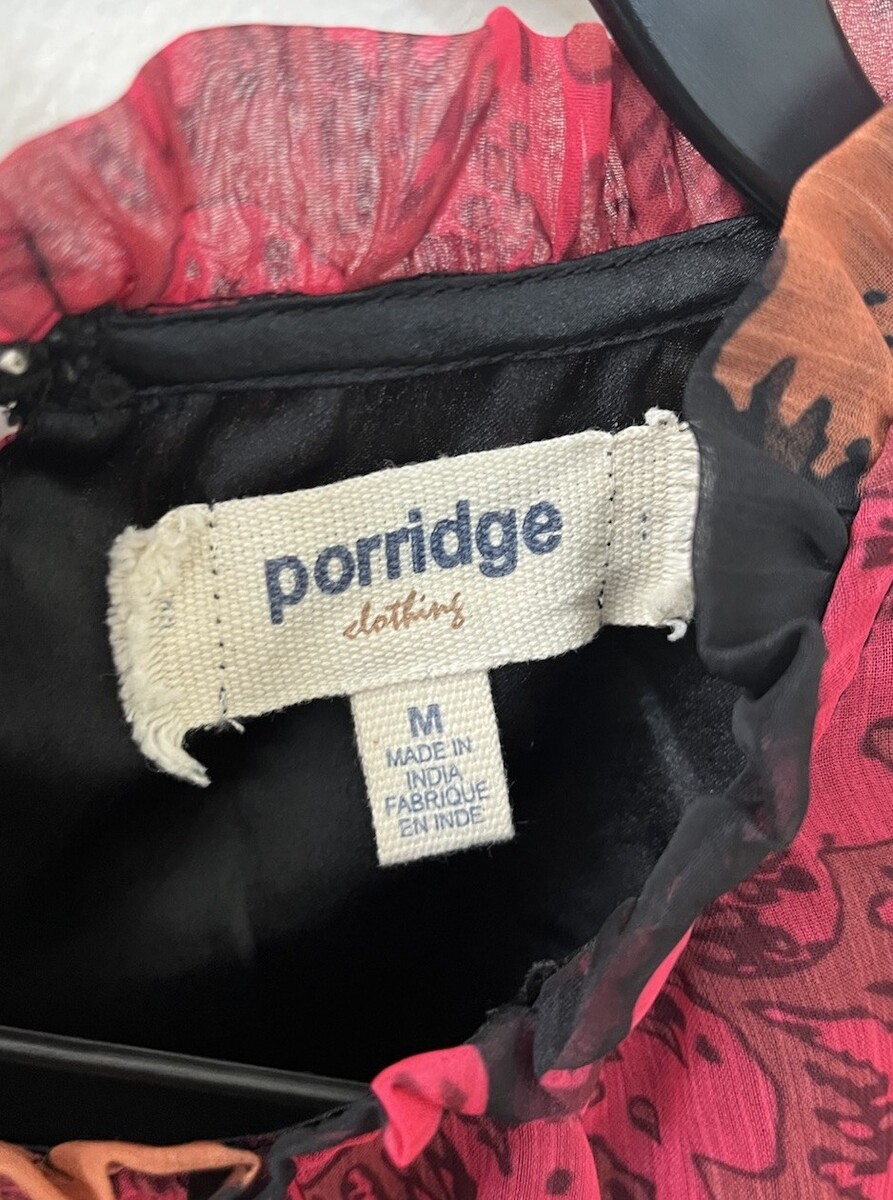 porridge
clothing
M
MADE IN
INDIA
FABRIQUE
EN INDE